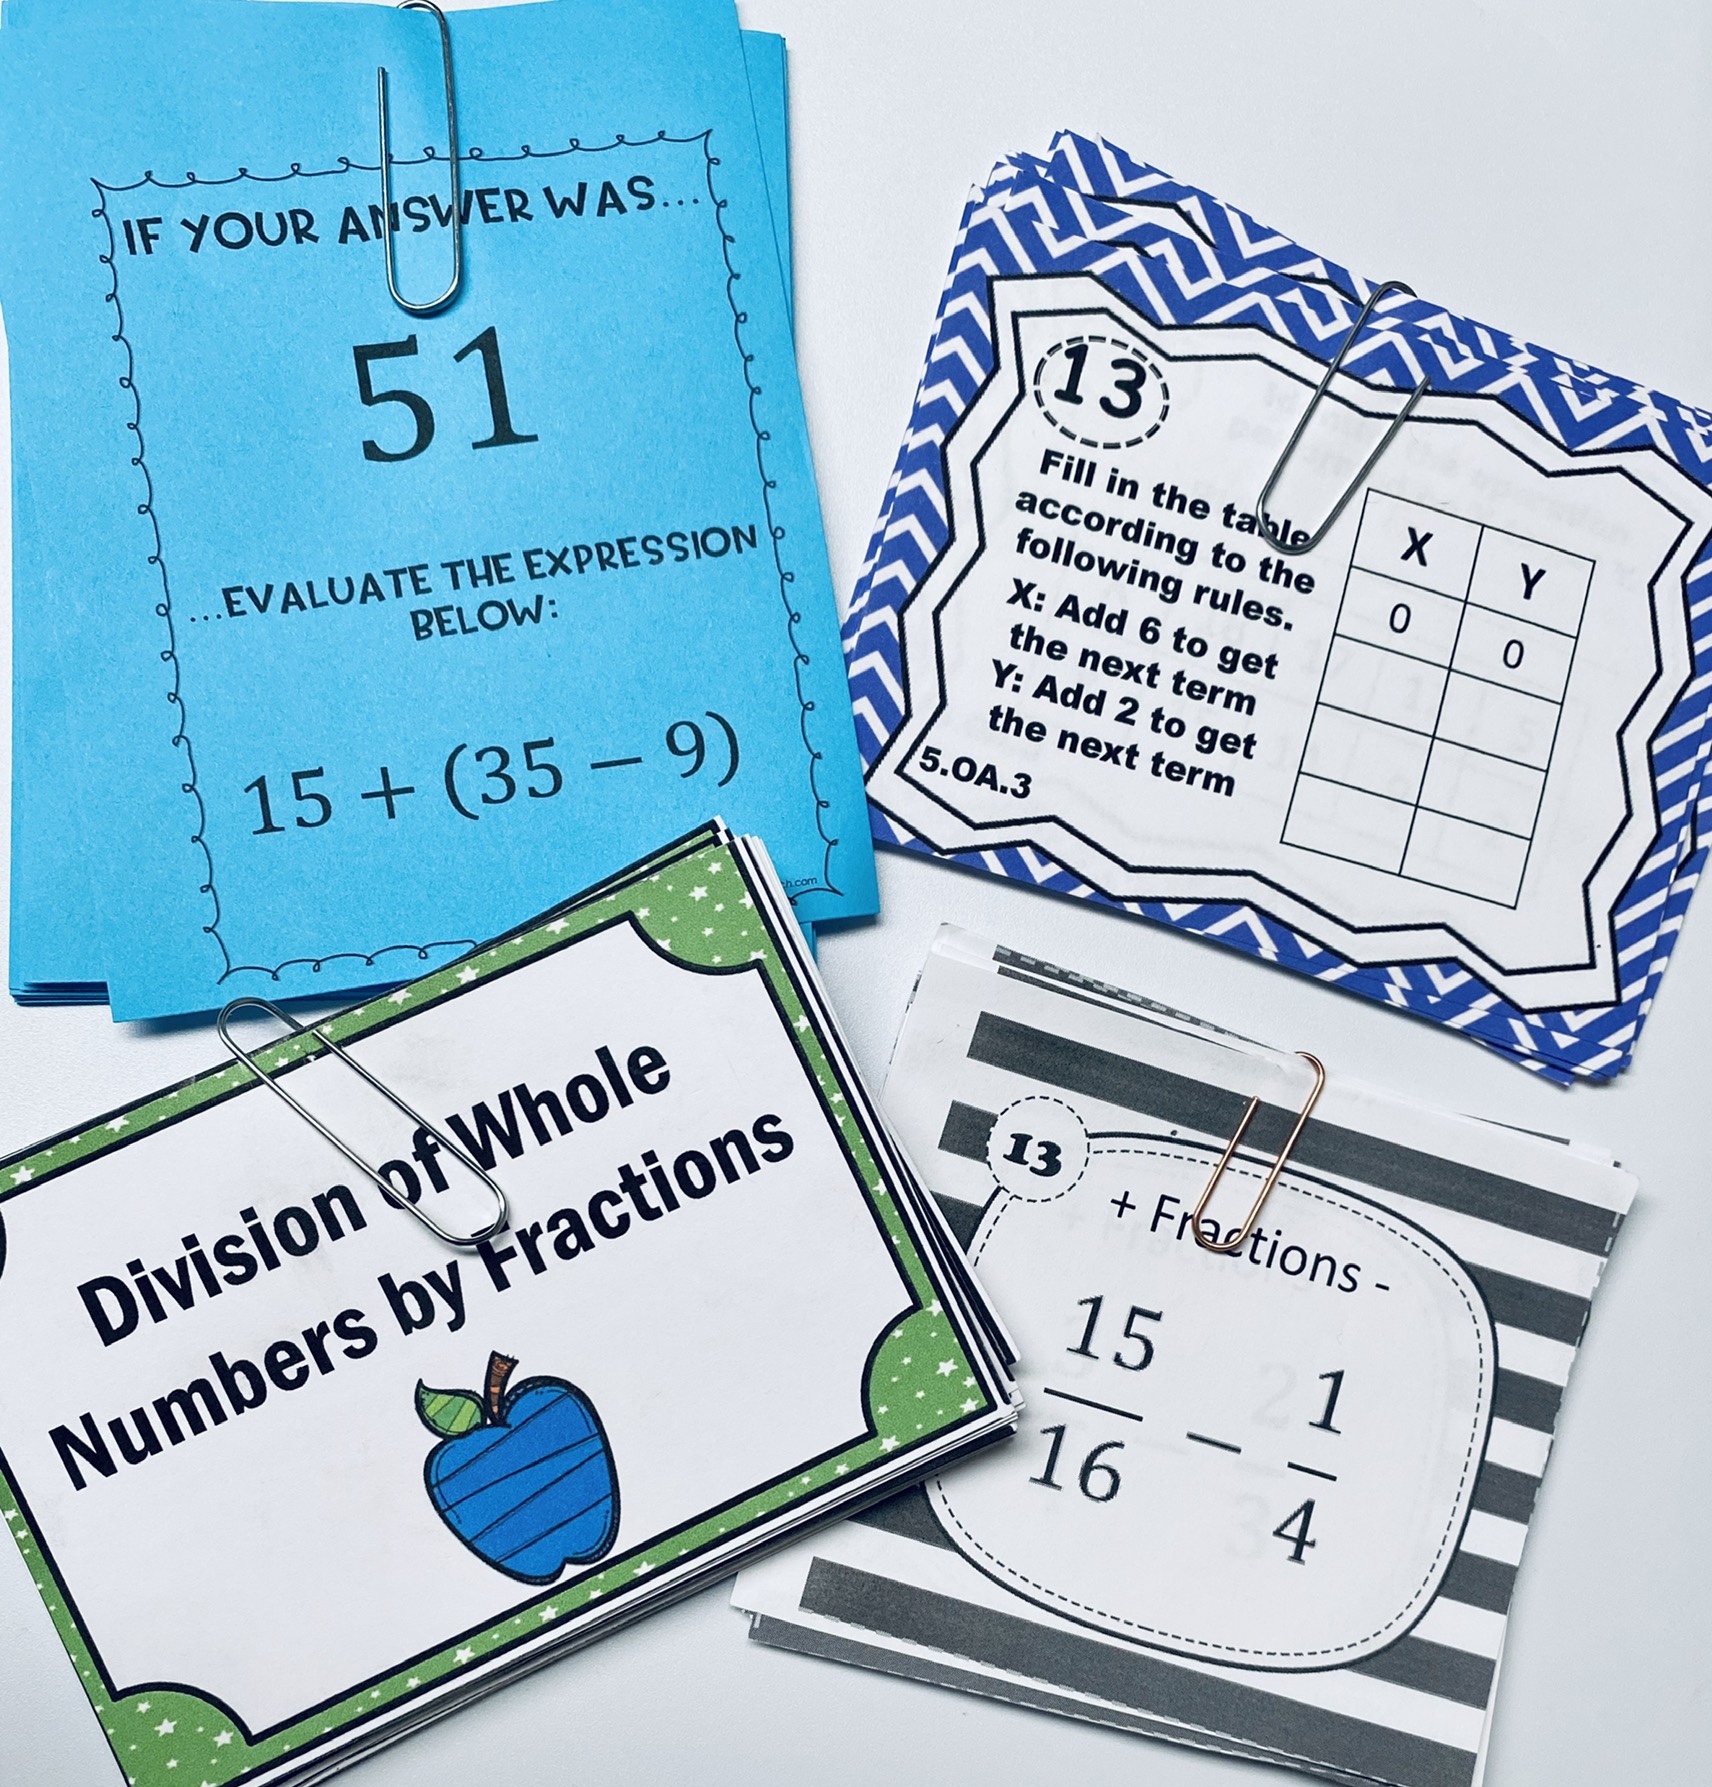 IF YOUR ANSWER WAS...
51
...EVALUATE THE EXPRESSION
BELOW:
15 + (35 − 9)
h.com
13
Fill in the table
according to the
following rules.
X: Add 6 to get
the next term
Y: Add 2 to get
the next term
5.OA.3
X Y
0 0
Division of Whole
Numbers by Fractions
13
+ Fractions -
15/16 − 1/4